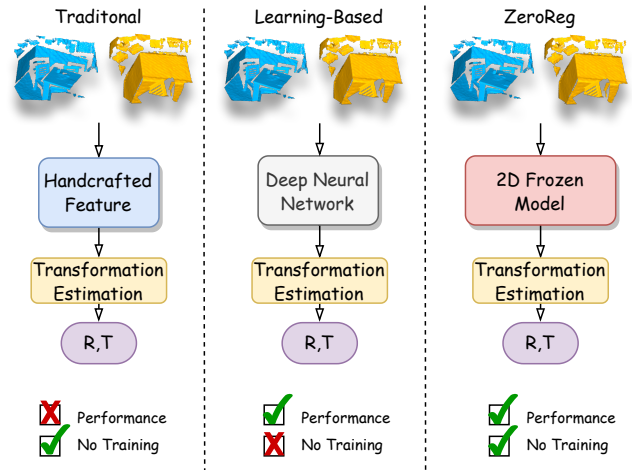 Traditonal
Learning-Based
ZeroReg
Handcrafted
Feature
Deep Neural
Network
2D Frozen
Model
Transformation
Estimation
Transformation
Estimation
Transformation
Estimation
R,T
R,T
R,T
Performance
No Training
Performance
No Training
Performance
No Training